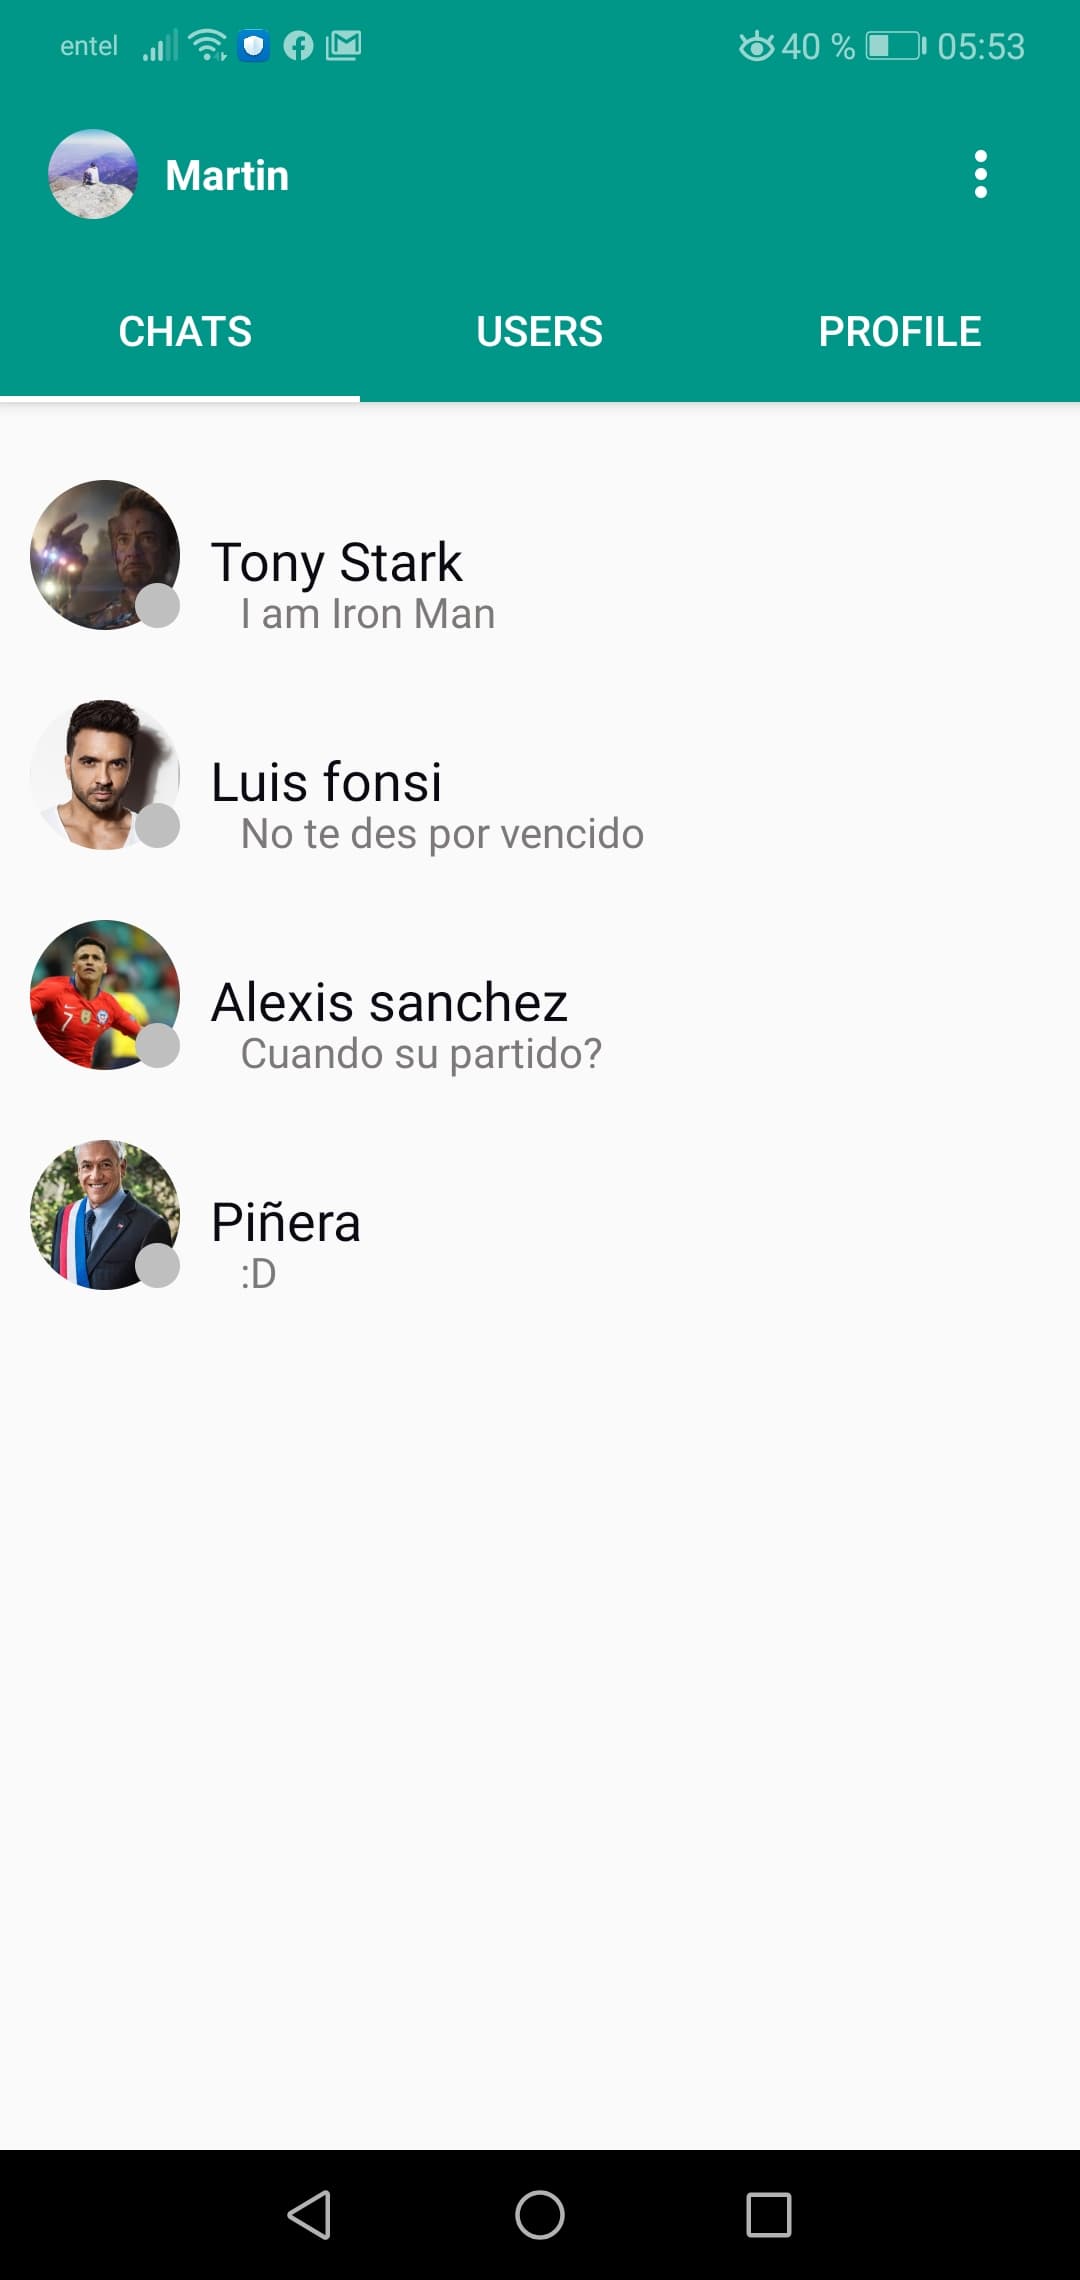 entel 40 % 05:53
Martin
CHATS USERS PROFILE
Tony Stark
I am Iron Man
Luis fonsi
No te des por vencido
7
Alexis sanchez
Cuando su partido?
Piñera
:D